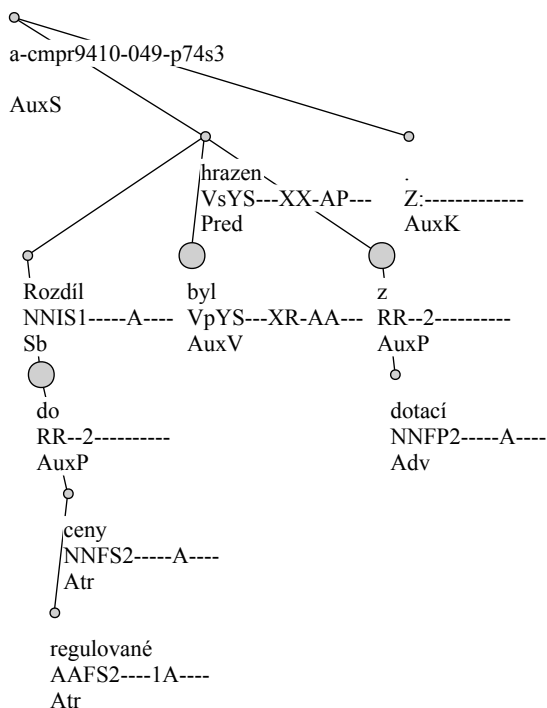 a-cmpr9410-049-p74s3
AuxS
hrazen
VsYS---XX-AP---
Pred
.
Z:-------------
AuxK
Rozdíl
NNIS1-----A----
Sb
byl
VpYS---XR-AA---
AuxV
z
RR--2----------
AuxP
do
RR--2----------
AuxP
dotací
NNFP2-----A----
Adv
ceny
NNFS2-----A----
Atr
regulované
AAFS2----1A----
Atr